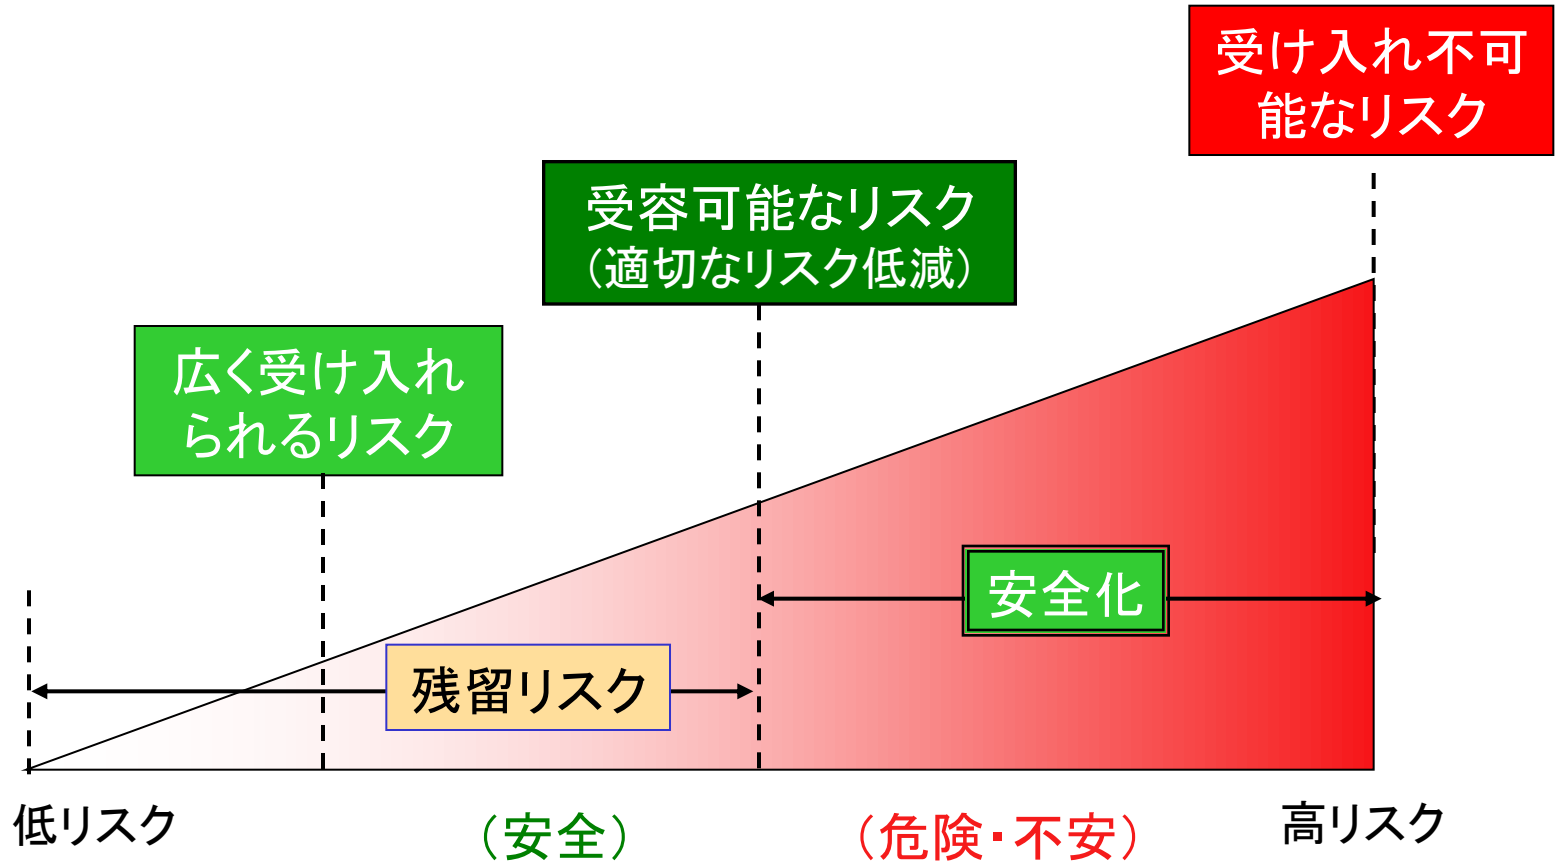 受け入れ不可
能なリスク
受容可能なリスク
（適切なリスク低減）
広く受け入れ
られるリスク
安全化
残留リスク
低リスク
（安全）
（危険・不安）
高リスク